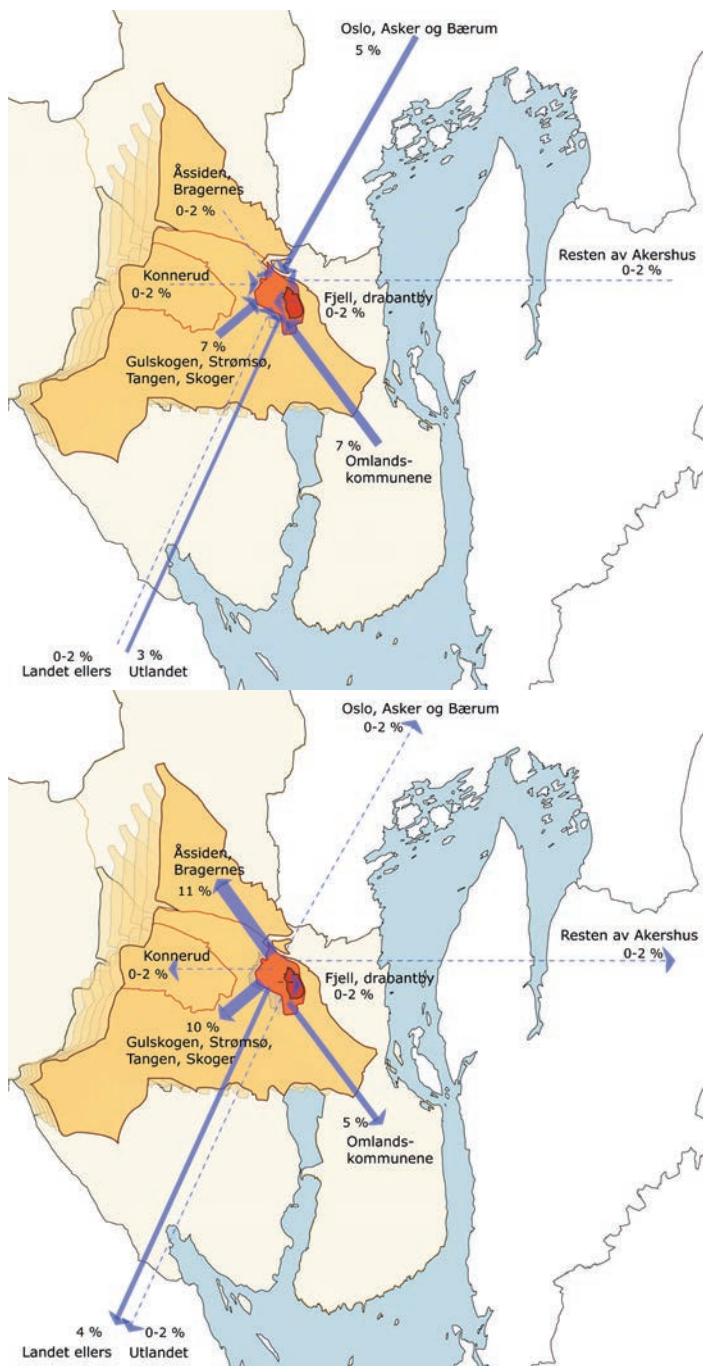 Oslo, Asker og Bærum
5 %
Åssiden,
Bragernes
0-2 %
Resten av Akershus
0-2 %
Konnerud
0-2 %
Fjell, drabantby
0-2 %
7 %
Gulskogen, Strømsø,
Tangen, Skoger
7 %
Omlands-
kommunene
0-2 %
Landet ellers
3 %
Utlandet
Oslo, Asker og Bærum
0-2 %
Åssiden,
Bragernes
11 %
Resten av Akershus
0-2 %
Konnerud
0-2 %
Fjell, drabantby
0-2 %
10 %
Gulskogen, Strømsø,
Tangen, Skoger
5 %
Omlands-
kommunene
4 %
Landet ellers
0-2 %
Utlandet